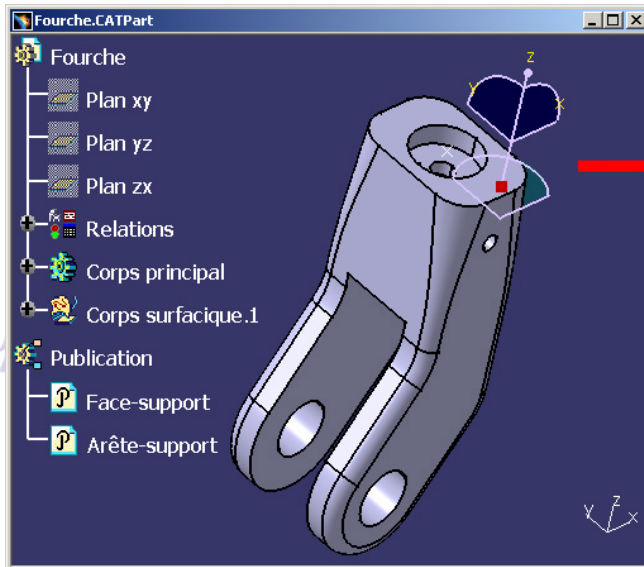 Fourche.CATPart
Fourche
Plan xy
Plan yz
Plan zx
Relations
Corps principal
Corps surfacique.1
Publication
Face-support
Arête-support
z
y
x
y
z
x